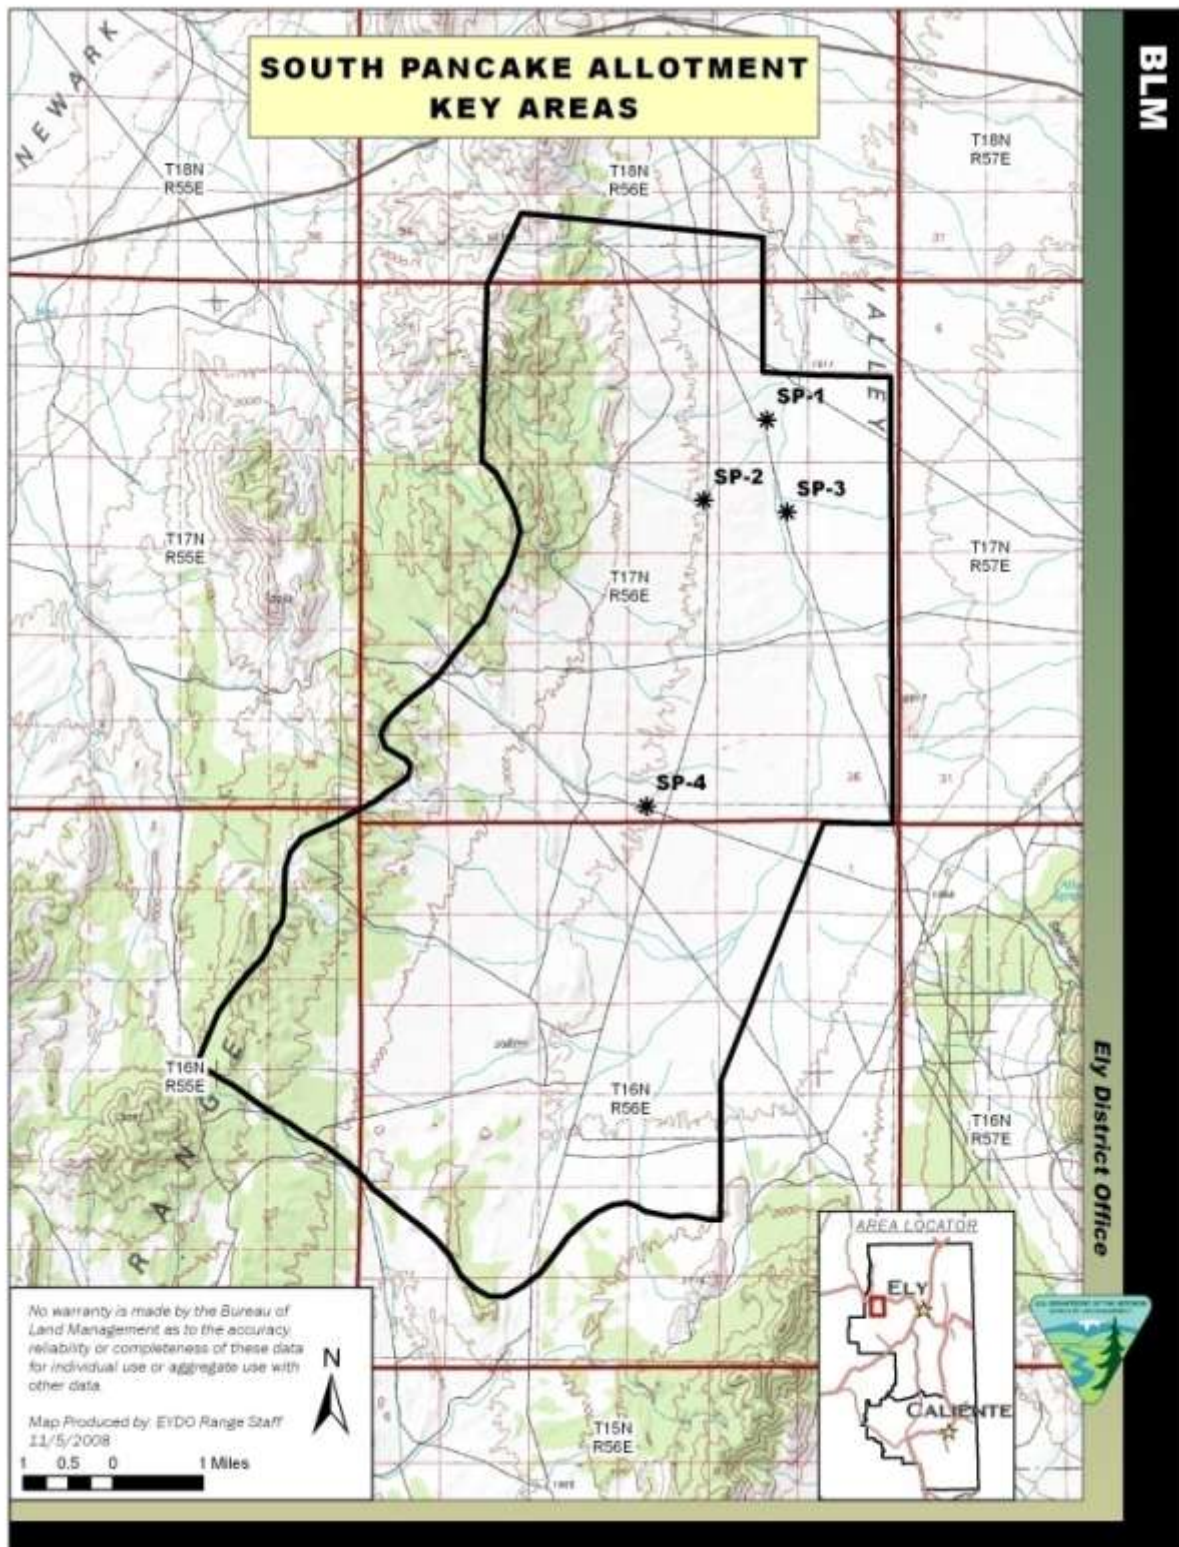 SOUTH PANCAKE ALLOTMENT
KEY AREAS
BLM
NEWARK
T18N
R55E
T18N
R56E
T18N
R57E
VALLEY
SP-1
SP-2
SP-3
T17N
R55E
T17N
R56E
T17N
R57E
SP-4
36
31
T16N
R55E
RANGE
T16N
R56E
T16N
R57E
Ely District Office
AREA LOCATOR
ELY
CALIENTE
No warranty is made by the Bureau of
Land Management as to the accuracy
reliability or completeness of these data
for individual use or aggregate use with
other data
Map Produced by: EYDO Range Staff
11/5/2008
N
1 0.5 0 1 Miles
T15N
R56E